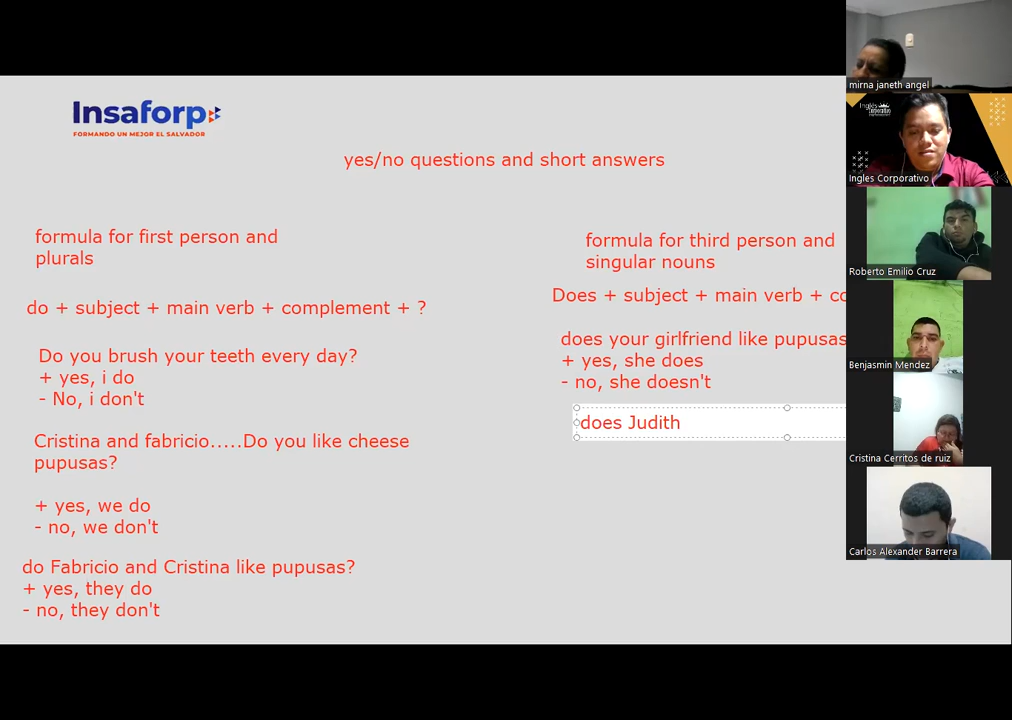 Insaforp
FORMANDO UN MEJOR EL SALVADOR
yes/no questions and short answers
formula for first person and
plurals
do + subject + main verb + complement + ?
Do you brush your teeth every day?
+ yes, i do
- No, i don't
Cristina and fabricio.....Do you like cheese
pupusas?
+ yes, we do
- no, we don't
do Fabricio and Cristina like pupusas?
+ yes, they do
- no, they don't
formula for third person and
singular nouns
Does + subject + main verb + co
does your girlfriend like pupusas
+ yes, she does
- no, she doesn't
does Judith
mirna janeth angel
Inglés
Corporativo
Ingles Corporativo
Roberto Emilio Cruz
Benjasmin Mendez
Cristina Cerritos de ruiz
Carlos Alexander Barrera